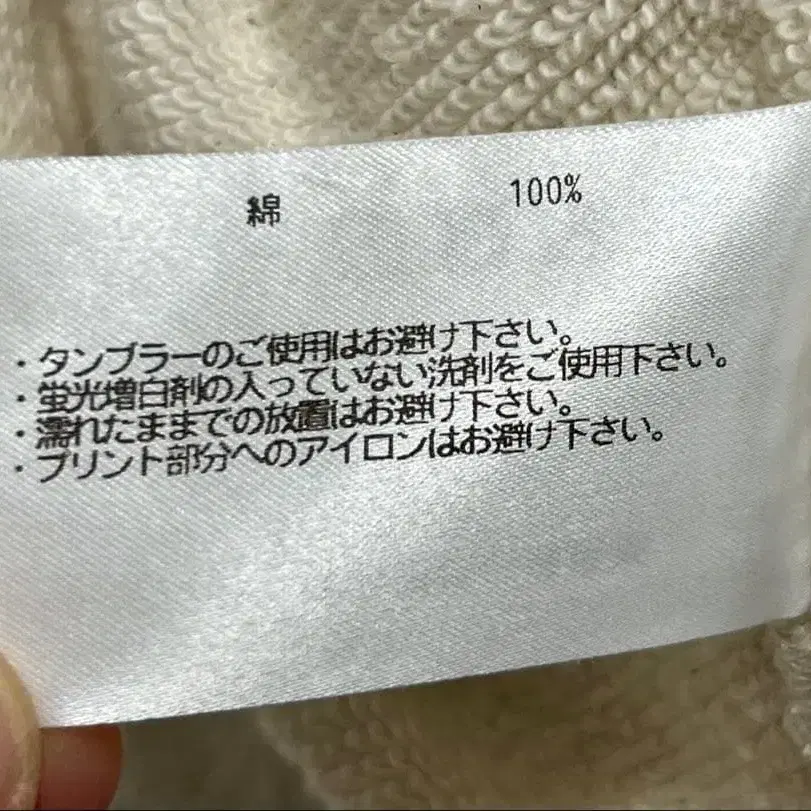 綿 100%
・タンブラーのご使用はお避け下さい。
・蛍光増白剤の入っていない洗剤をご使用下さい。
・濡れたままでの放置はお避け下さい。
・プリント部分へのアイロンはお避け下さい。